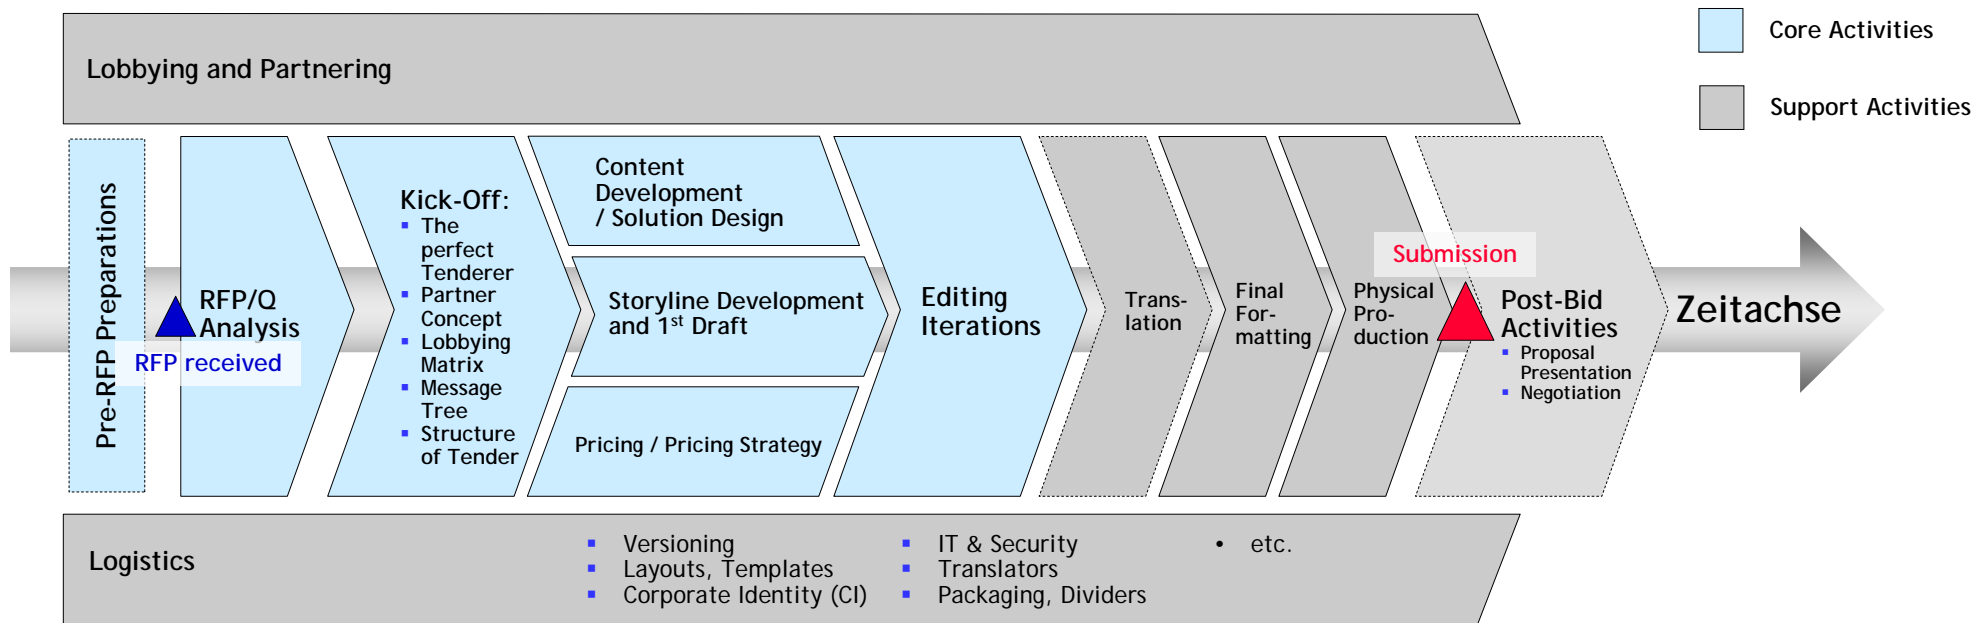 Core Activities
Support Activities
Lobbying and Partnering
Pre-RFP Preparations
RFP/Q
Analysis
RFP received
Kick-Off:
▪ The
perfect
Tenderer
▪ Partner
Concept
▪ Lobbying
Matrix
▪ Message
Tree
▪ Structure
of Tender
Content
Development
/ Solution Design
Storyline Development
and 1st Draft
Pricing / Pricing Strategy
Editing
Iterations
Trans-
lation
Final
For-
matting
Physical
Pro-
duction
Submission
Post-Bid
Activities
▪ Proposal
Presentation
▪ Negotiation
Zeitachse
Logistics
▪ Versioning
▪ Layouts, Templates
▪ Corporate Identity (CI)
▪ IT & Security
▪ Translators
▪ Packaging, Dividers
• etc.